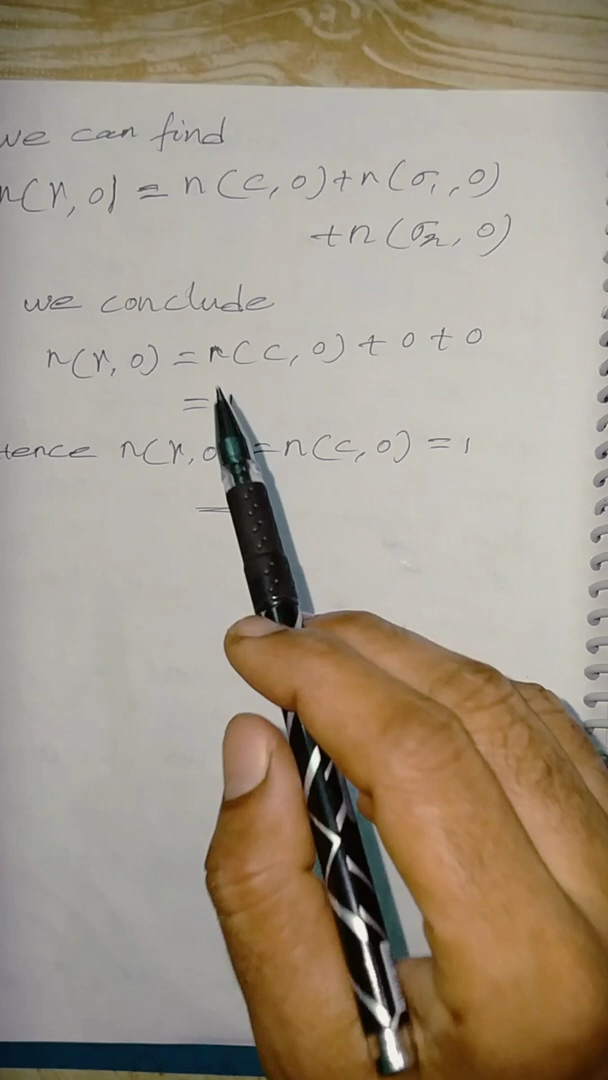 we can find
n(r, 0) = n(c, 0) + n(σ₁, 0)
+ n(σ₂, 0)
we conclude
n(r, 0) = n(c, 0) + 0 + 0
=
Hence n(r, 0 = n(c, 0) = 1